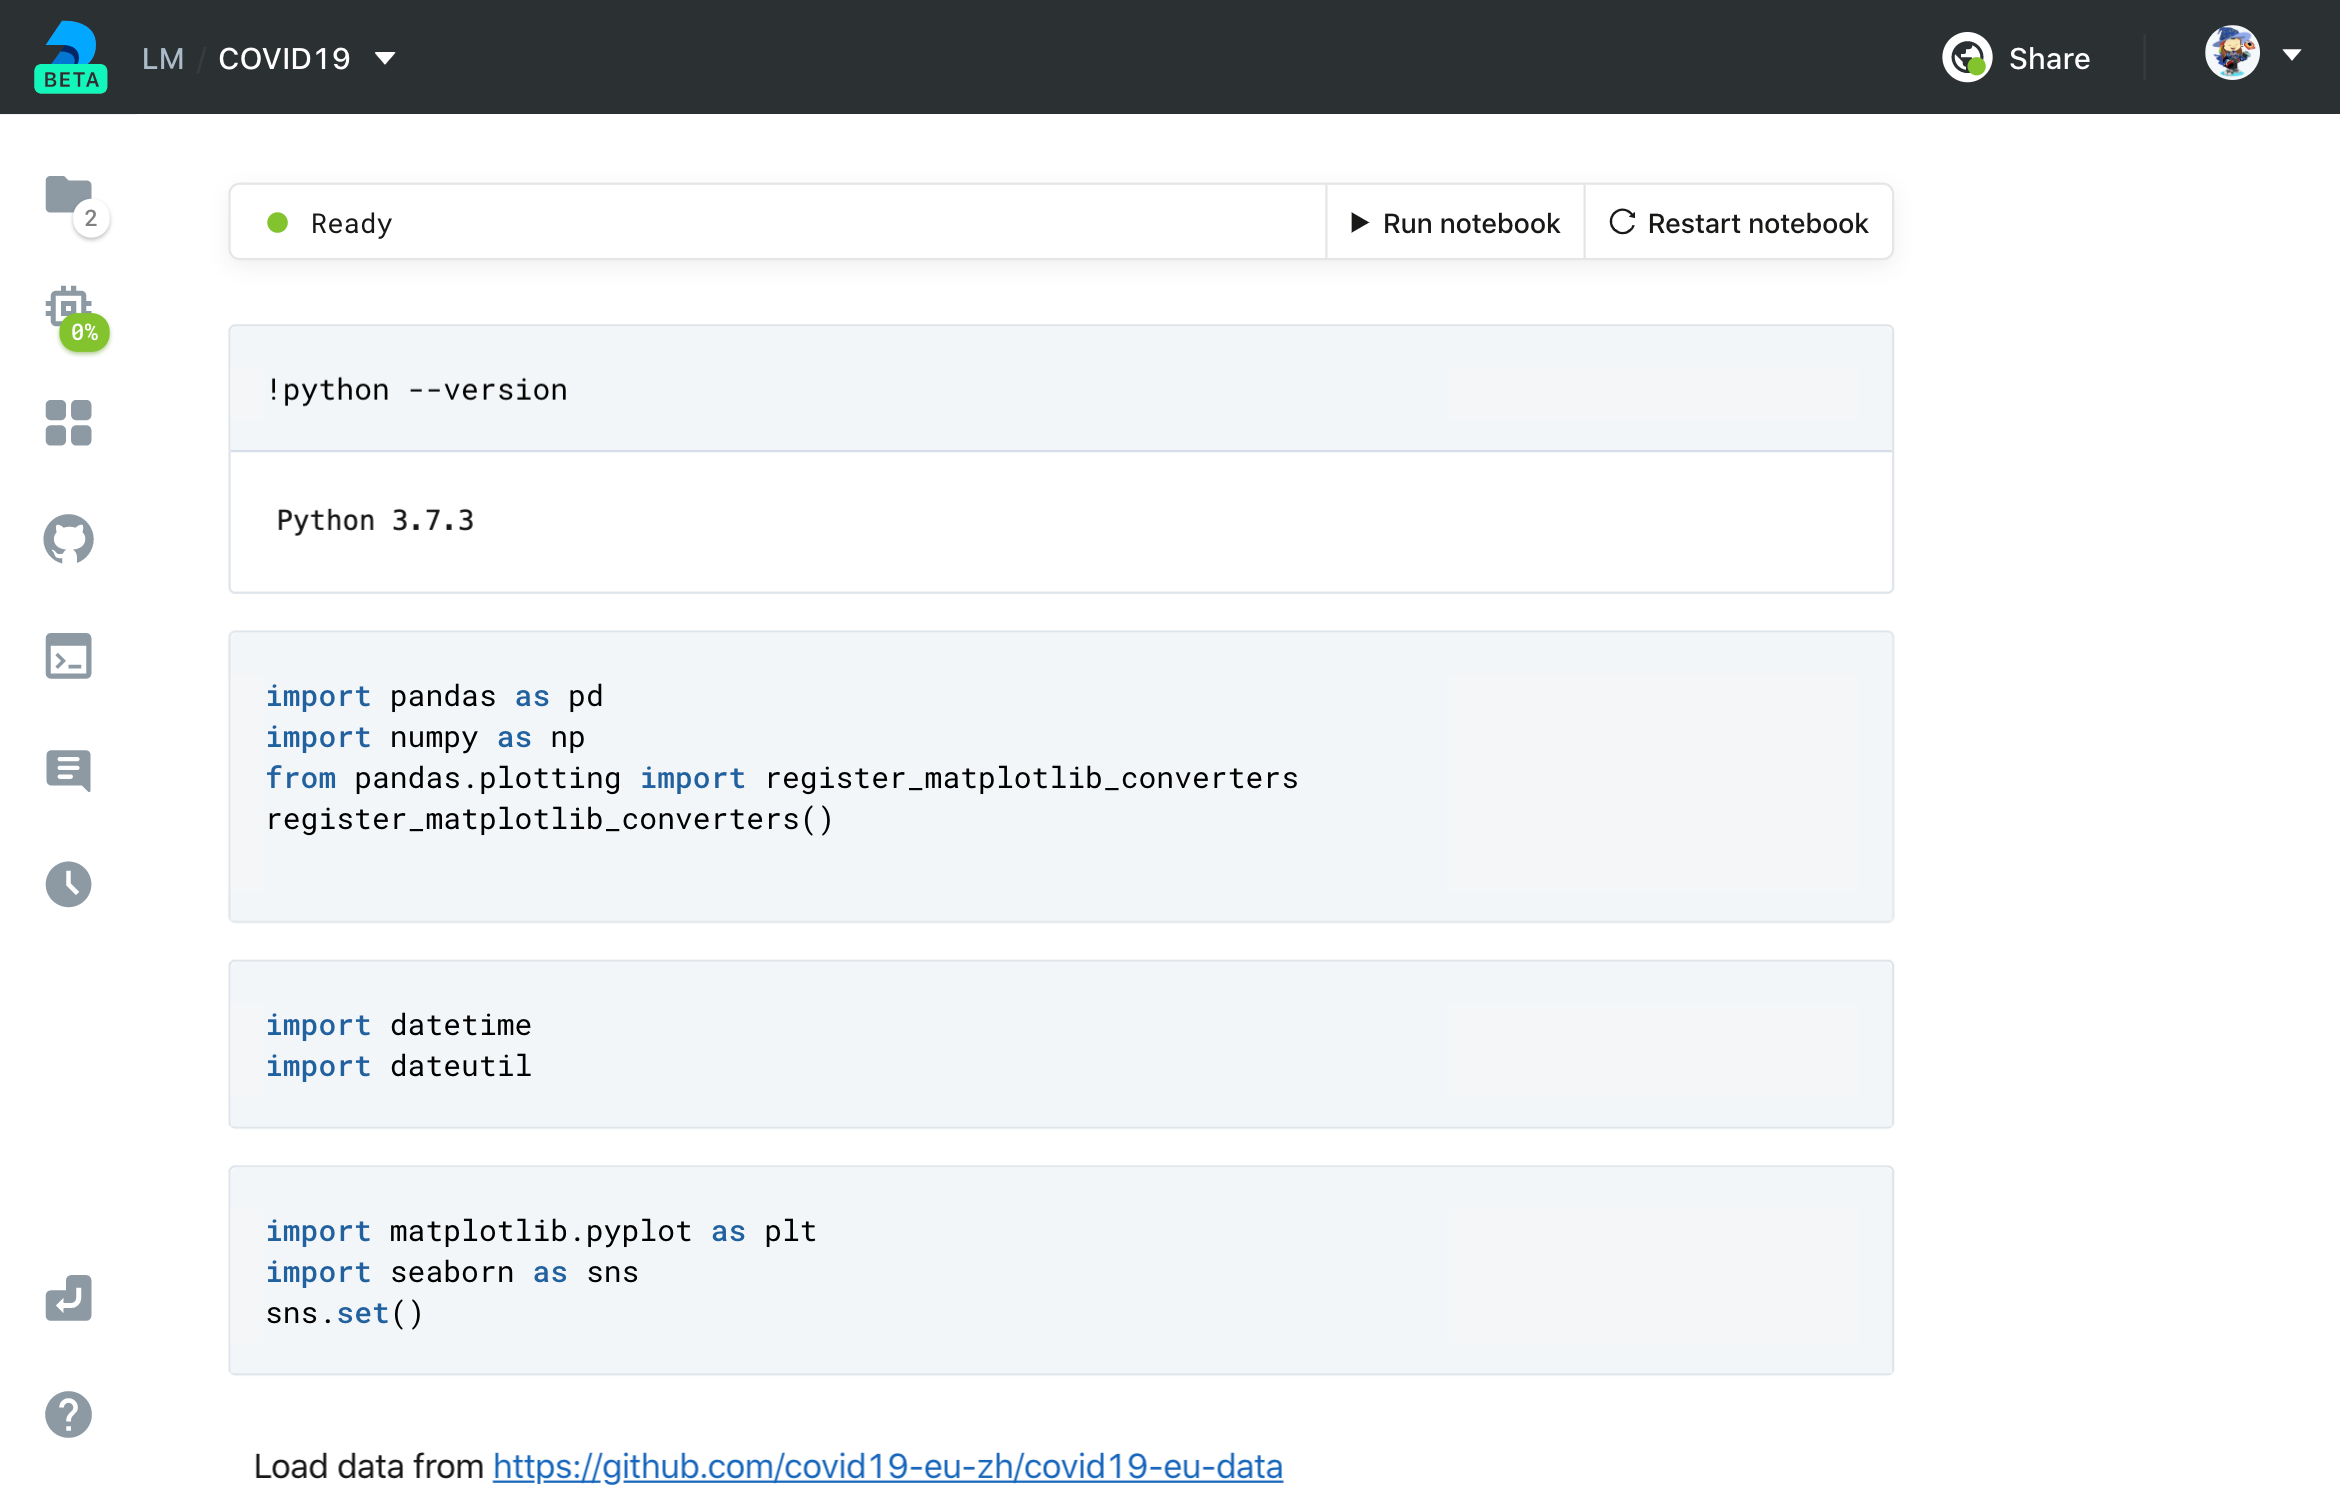 BETA
LM / COVID19
Share
2
Ready
Run notebook
Restart notebook
0%
!python --version
Python 3.7.3
import pandas as pd
import numpy as np
from pandas.plotting import register_matplotlib_converters
register_matplotlib_converters()
import datetime
import dateutil
import matplotlib.pyplot as plt
import seaborn as sns
sns.set()
Load data from https://github.com/covid19-eu-zh/covid19-eu-data